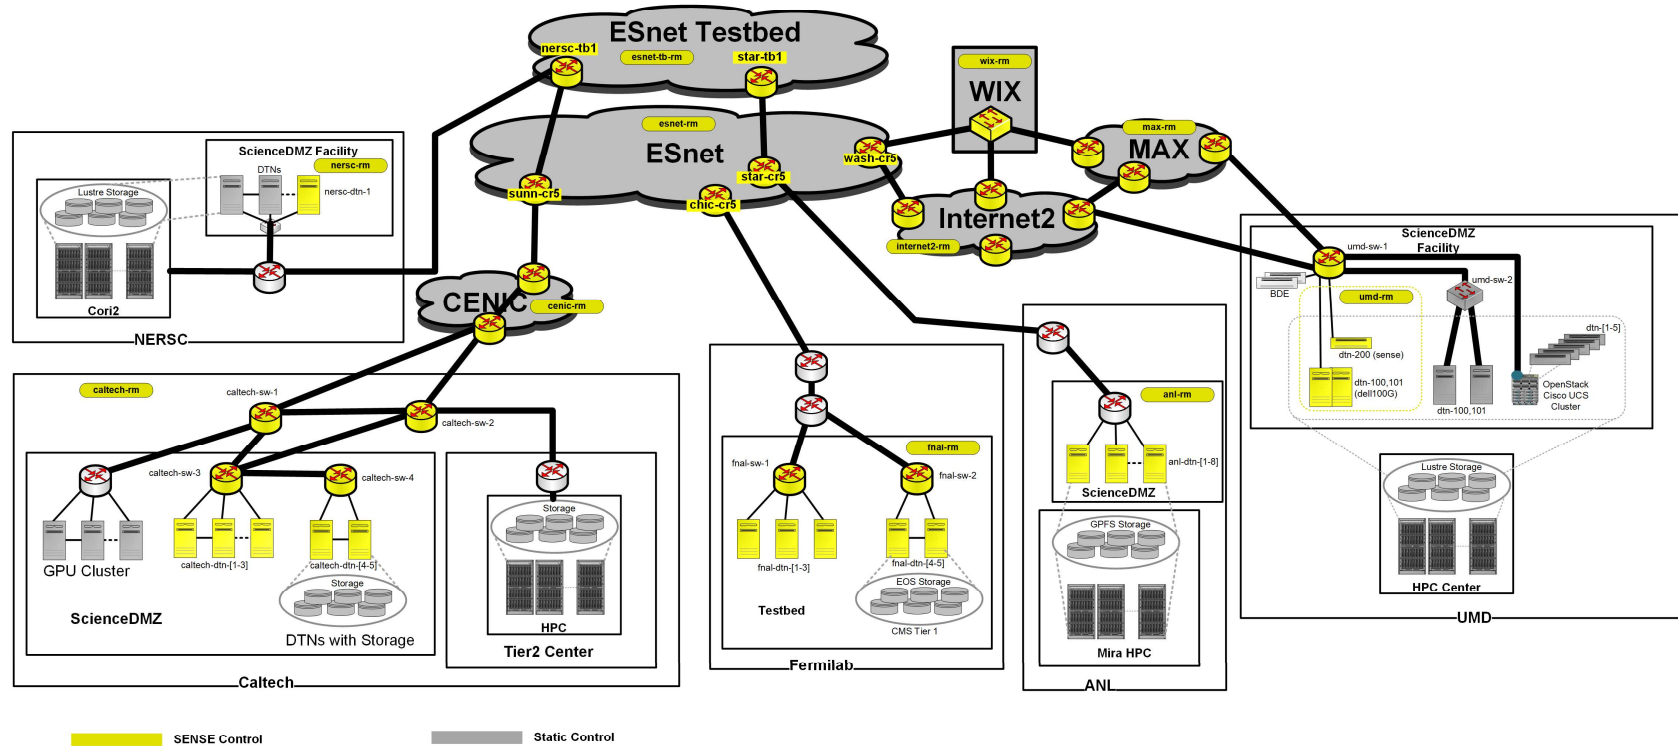 ESnet Testbed
nersc-tb1
esnet-tb-rm
star-tb1
wix-rm
WIX
esnet-rm
ESnet
wash-cr5
star-cr5
sunn-cr5
chic-cr5
max-rm
MAX
Internet2
internet2-rm
CENIC
cenic-rm
ScienceDMZ Facility
nersc-rm
DTNs
nersc-dtn-1
Lustre Storage
Cori2
NERSC
caltech-rm
caltech-sw-1
caltech-sw-2
caltech-sw-3
caltech-sw-4
GPU Cluster
caltech-dtn-[1-3]
caltech-dtn-[4-5]
Storage
ScienceDMZ
DTNs with Storage
Storage
HPC
Tier2 Center
Caltech
fnal-rm
fnal-sw-1
fnal-sw-2
fnal-dtn-[1-3]
fnal-dtn-[4-5]
EOS Storage
Testbed
CMS Tier 1
Fermilab
anl-rm
anl-dtn-[1-8]
ScienceDMZ
GPFS Storage
Mira HPC
ANL
ScienceDMZ
Facility
umd-sw-1
BDE
umd-rm
umd-sw-2
dtn-[1-5]
dtn-200 (sense)
dtn-100,101
(dell100G)
dtn-100,101
OpenStack
Cisco UCS
Cluster
Lustre Storage
HPC Center
UMD
SENSE Control
Static Control